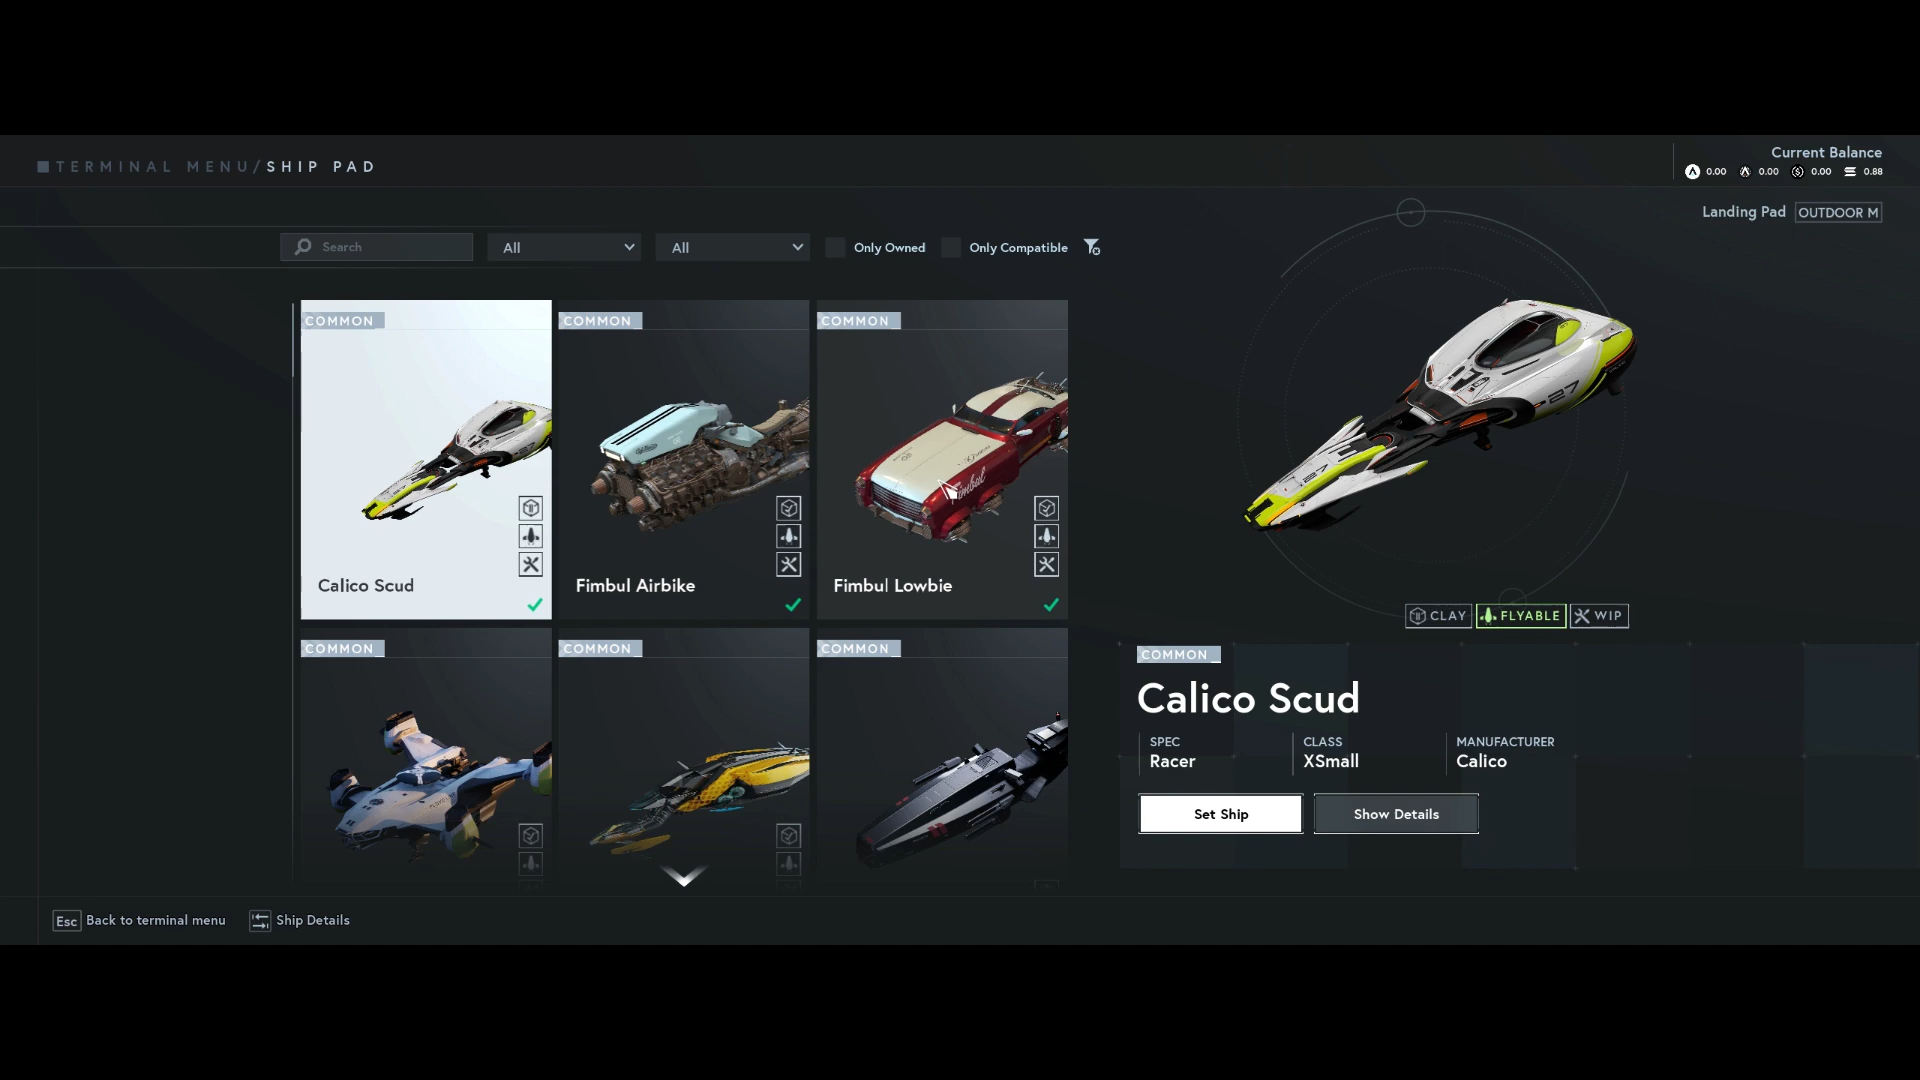 TERMINAL MENU/SHIP PAD
Current Balance
0.00 0.00 0.00 0.88
Landing Pad OUTDOOR M
Search
All
All
Only Owned
Only Compatible
COMMON
Calico Scud
COMMON
Fimbul Airbike
COMMON
Fimbul
Fimbul Lowbie
COMMON
COMMON
COMMON
27
27
CLAY
FLYABLE
WIP
COMMON
Calico Scud
SPEC
Racer
CLASS
XSmall
MANUFACTURER
Calico
Set Ship
Show Details
Esc Back to terminal menu
Ship Details